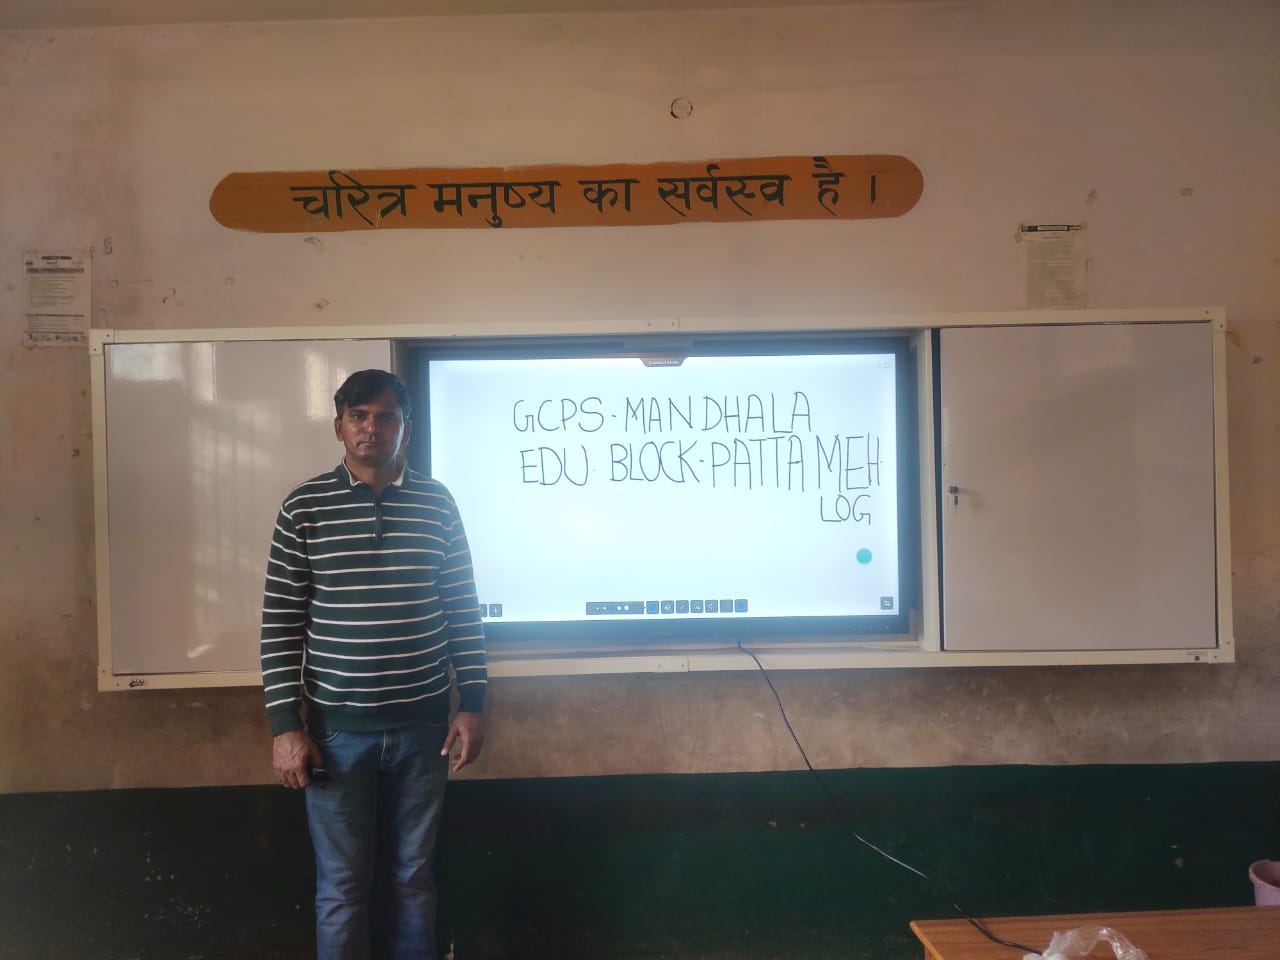 चरित्र मनुष्य का सर्वस्व है ।
GCPS-MANDHALA
EDU BLOCK-PATTA MEH
LOG